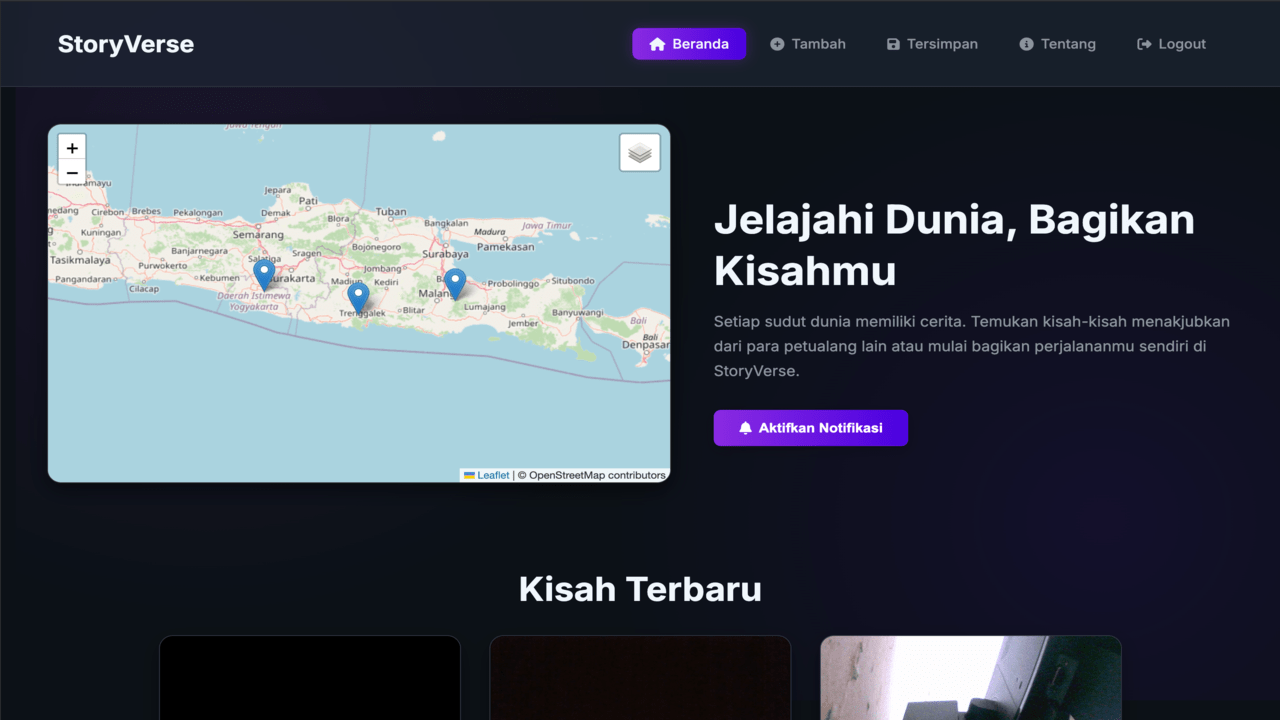 StoryVerse
Beranda
Tambah
Tersimpan
Tentang
Logout
+
−
Jawa Tengah
Jepara
Pati
Cirebon
Brebes
Pekalongan
Demak
Blora
Tuban
Bangkalan
Madura
Jawa Timur
Kuningan
Semarang
Pamekasan
Banjarnegara
Salatiga
Sragen
Bojonegoro
Surabaya
Tasikmalaya
Purwokerto
Jombang
Kebumen
Madiun
Kediri
Probolinggo
Situbondo
Pangandaran
Cilacap
Daerah Istimewa
Yogyakarta
Malang
Lumajang
Trenggalek
Blitar
Jember
Banyuwangi
Bali
Bali
Denpasar
Leaflet | © OpenStreetMap contributors
Jelajahi Dunia, Bagikan
Kisahmu
Setiap sudut dunia memiliki cerita. Temukan kisah-kisah menakjubkan
dari para petualang lain atau mulai bagikan perjalananmu sendiri di
StoryVerse.
Aktifkan Notifikasi
Kisah Terbaru